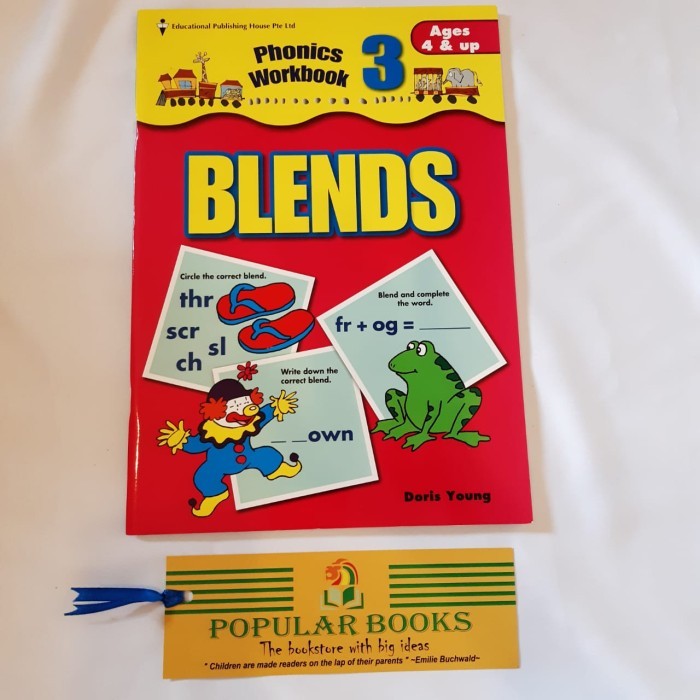 Educational Publishing House Pte Ltd
Ages
4 & up
Phonics
Workbook 3
BLENDS
Circle the correct blend.
thr
scr
sl
ch
Blend and complete
the word.
fr + og = ______
Write down the
correct blend.
_ _own
Doris Young
POPULAR BOOKS
The bookstore with big ideas
" Children are made readers on the lap of their parents " ~Emilie Buchwald~